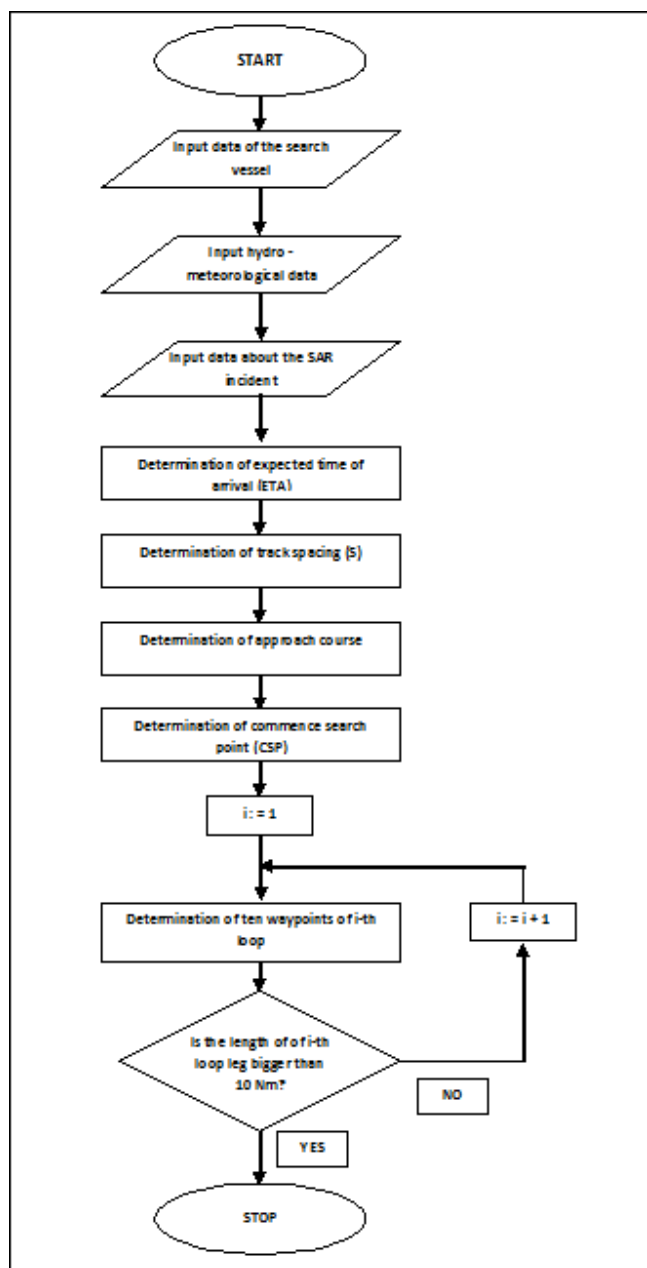 START
Input data of the search
vessel
Input hydro -
meteorological data
Input data about the SAR
incident
Determination of expected time of
arrival (ETA)
Determination of track spacing (S)
Determination of approach course
Determination of commence search
point (CSP)
i: = 1
Determination of ten waypoints of i-th
loop
i: = i + 1
Is the length of of i-th
loop leg bigger than
10 Nm?
NO
YES
STOP